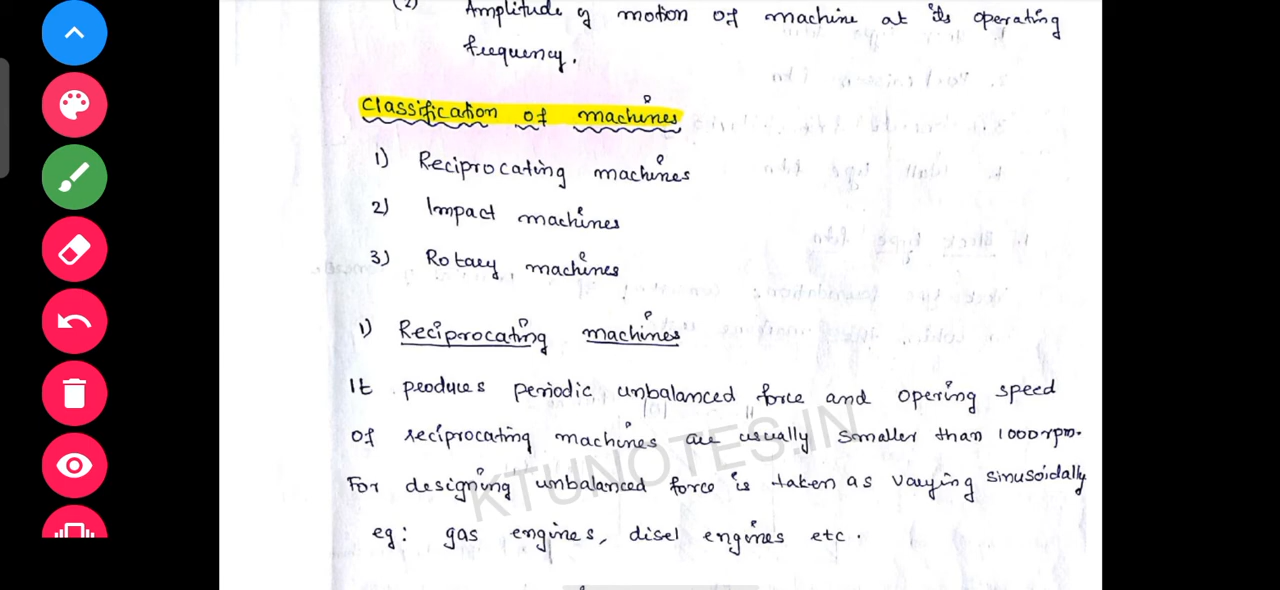 (2) Amplitude of motion of machine at its operating
frequency.
Classification of machines
1) Reciprocating machines
2) Impact machines
3) Rotary machines
1) Reciprocating machines
It produces periodic unbalanced force and opering speed
of reciprocating machines are usually smaller than 1000rpm.
For designing unbalanced force is taken as varying sinusoidally
eg: gas engines, disel engines etc.
KTUNOTES.IN